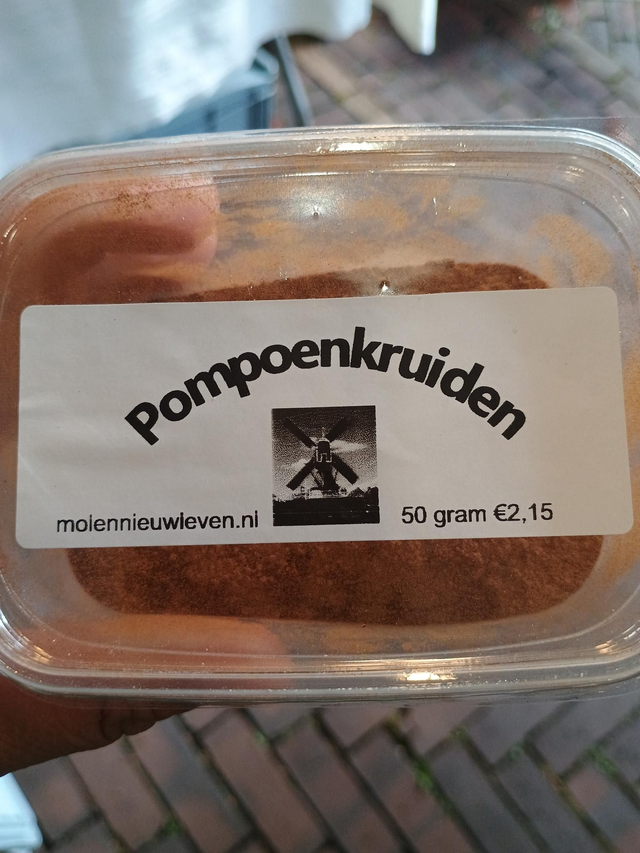 Pompoenkruiden
molennieuwleven.nl
50 gram €2,15